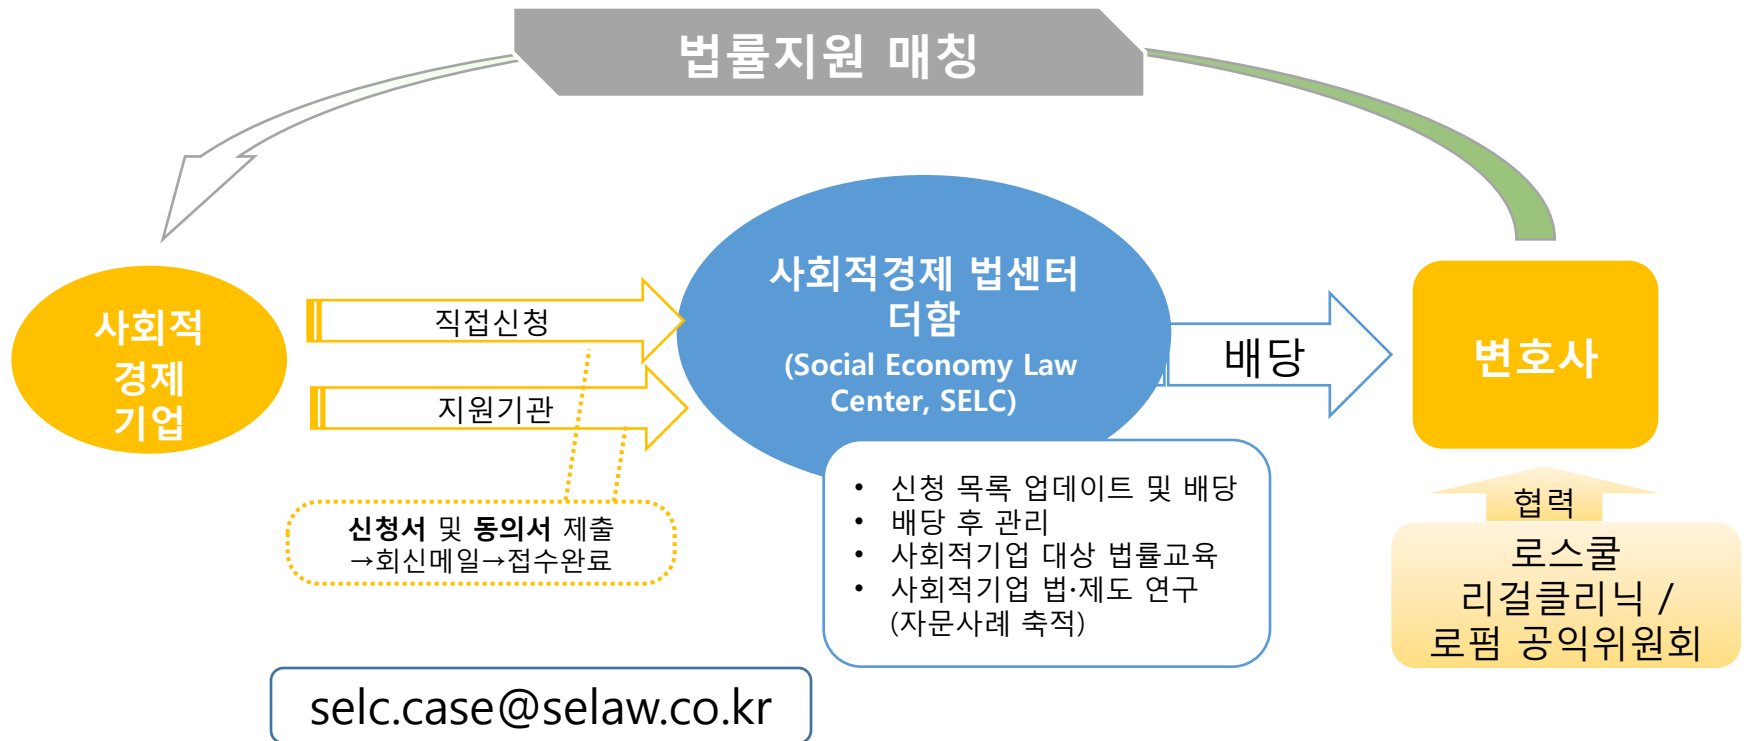 법률지원 매칭
사회적
경제
기업
직접신청
지원기관
신청서 및 동의서 제출
→회신메일→접수완료
사회적경제 법센터
더함
(Social Economy Law
Center, SELC)
• 신청 목록 업데이트 및 배당
• 배당 후 관리
• 사회적기업 대상 법률교육
• 사회적기업 법·제도 연구
(자문사례 축적)
배당
변호사
협력
로스쿨
리걸클리닉 /
로펌 공익위원회
selc.case@selaw.co.kr